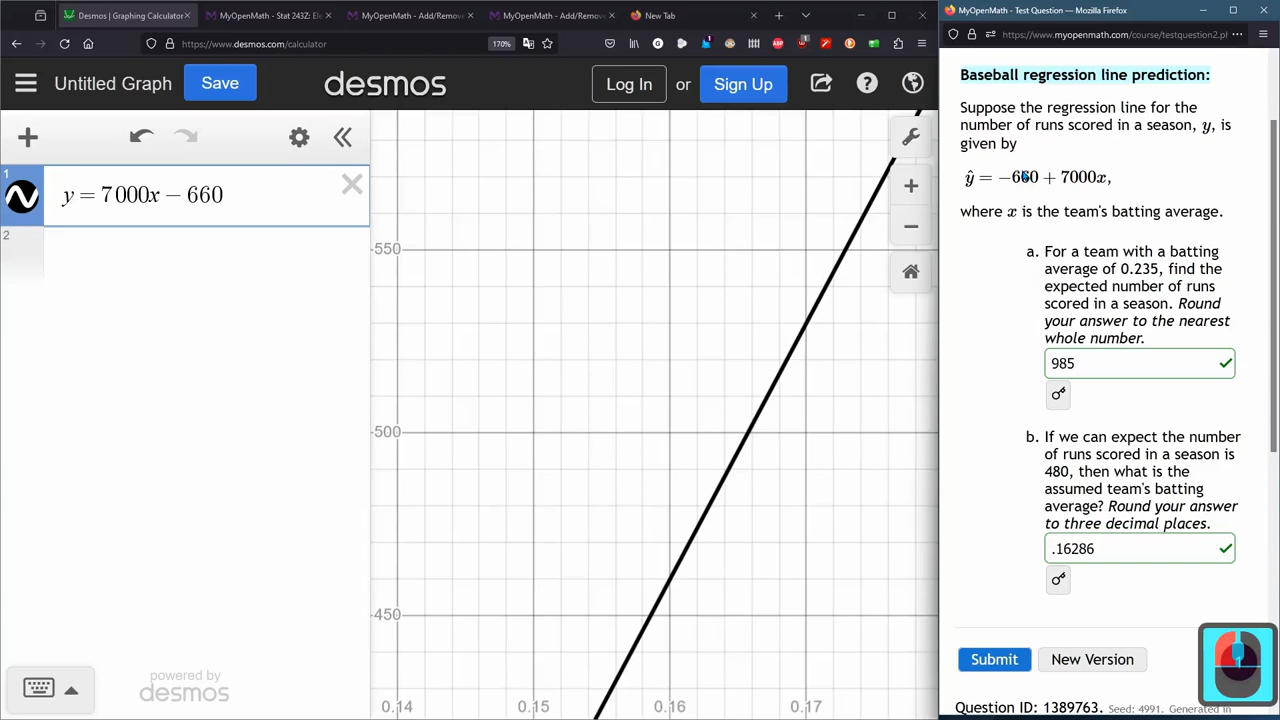 Desmos | Graphing Calculator
MyOpenMath - Stat 243Z: Ele
MyOpenMath - Add/Remove
MyOpenMath - Add/Remove
New Tab
https://www.desmos.com/calculator
170%
Untitled Graph
Save
desmos
Log In
or
Sign Up
1
y = 7000x − 660
2
550
500
450
0.14
0.15
0.16
0.17
powered by
desmos
MyOpenMath - Test Question — Mozilla Firefox
https://www.myopenmath.com/course/testquestion2.pl
Baseball regression line prediction:
Suppose the regression line for the
number of runs scored in a season, y, is
given by
ŷ = −660 + 7000x,
where x is the team's batting average.
a. For a team with a batting
average of 0.235, find the
expected number of runs
scored in a season. Round
your answer to the nearest
whole number.
985
b. If we can expect the number
of runs scored in a season is
480, then what is the
assumed team's batting
average? Round your answer
to three decimal places.
.16286
Submit
New Version
Question ID: 1389763. Seed: 4991. Generated in